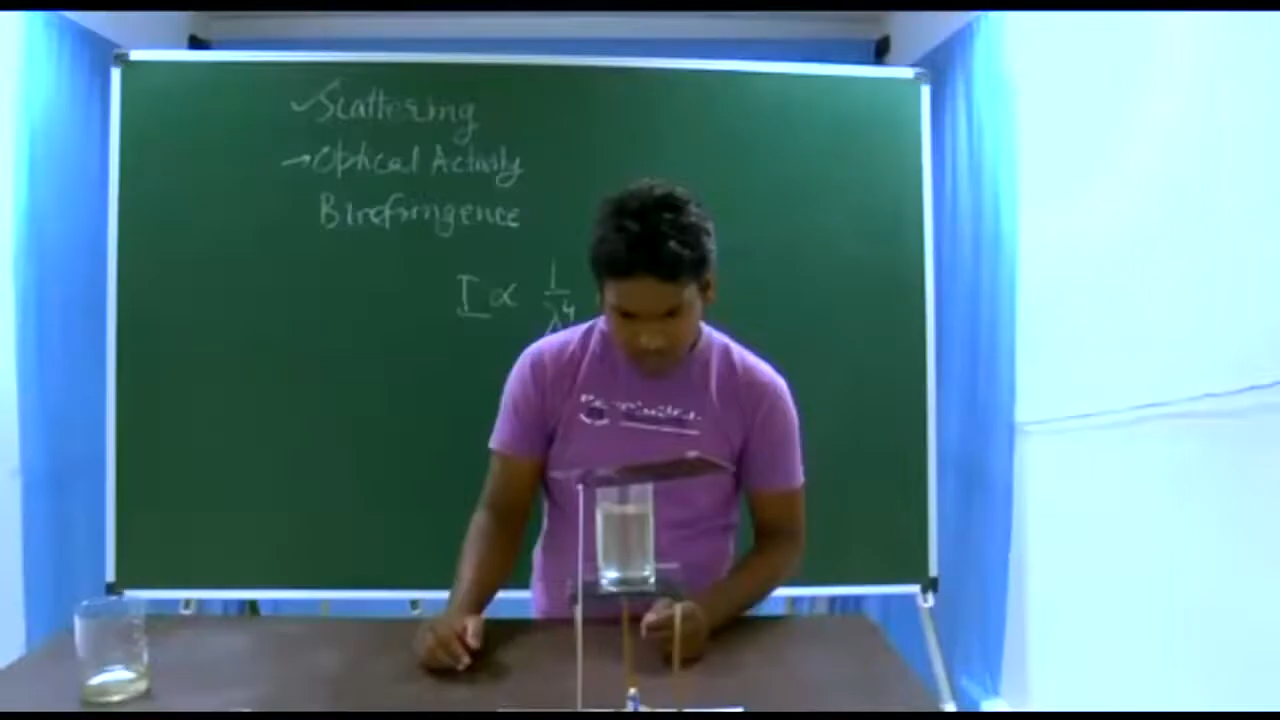 ✓Scattering
→Optical Activity
Birefringence
I ∝ 1/λ⁴